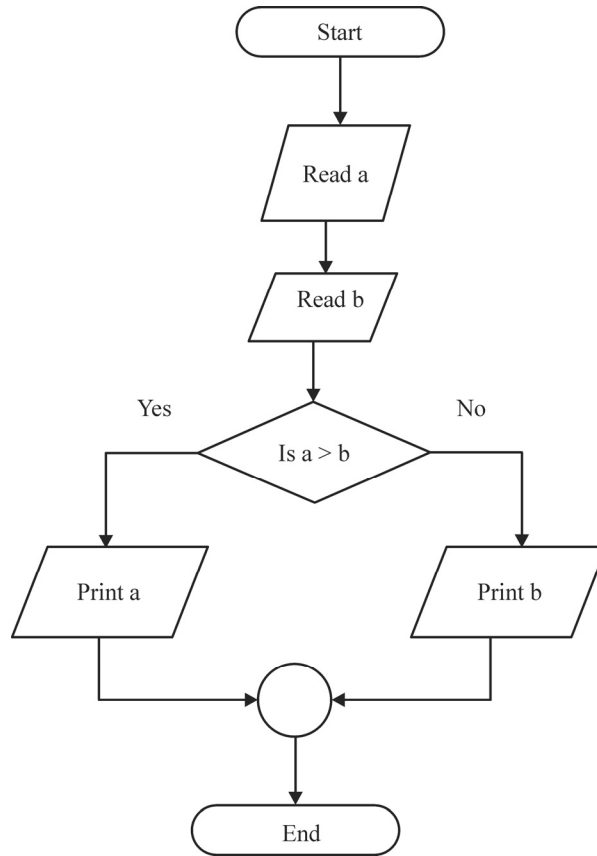 Start
Read a
Read b
Yes
No
Is a > b
Print a
Print b
End